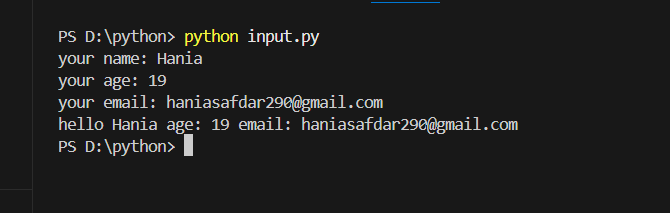 PS D:\python> python input.py
your name: Hania
your age: 19
your email: haniasafdar290@gmail.com
hello Hania age: 19 email: haniasafdar290@gmail.com
PS D:\python>